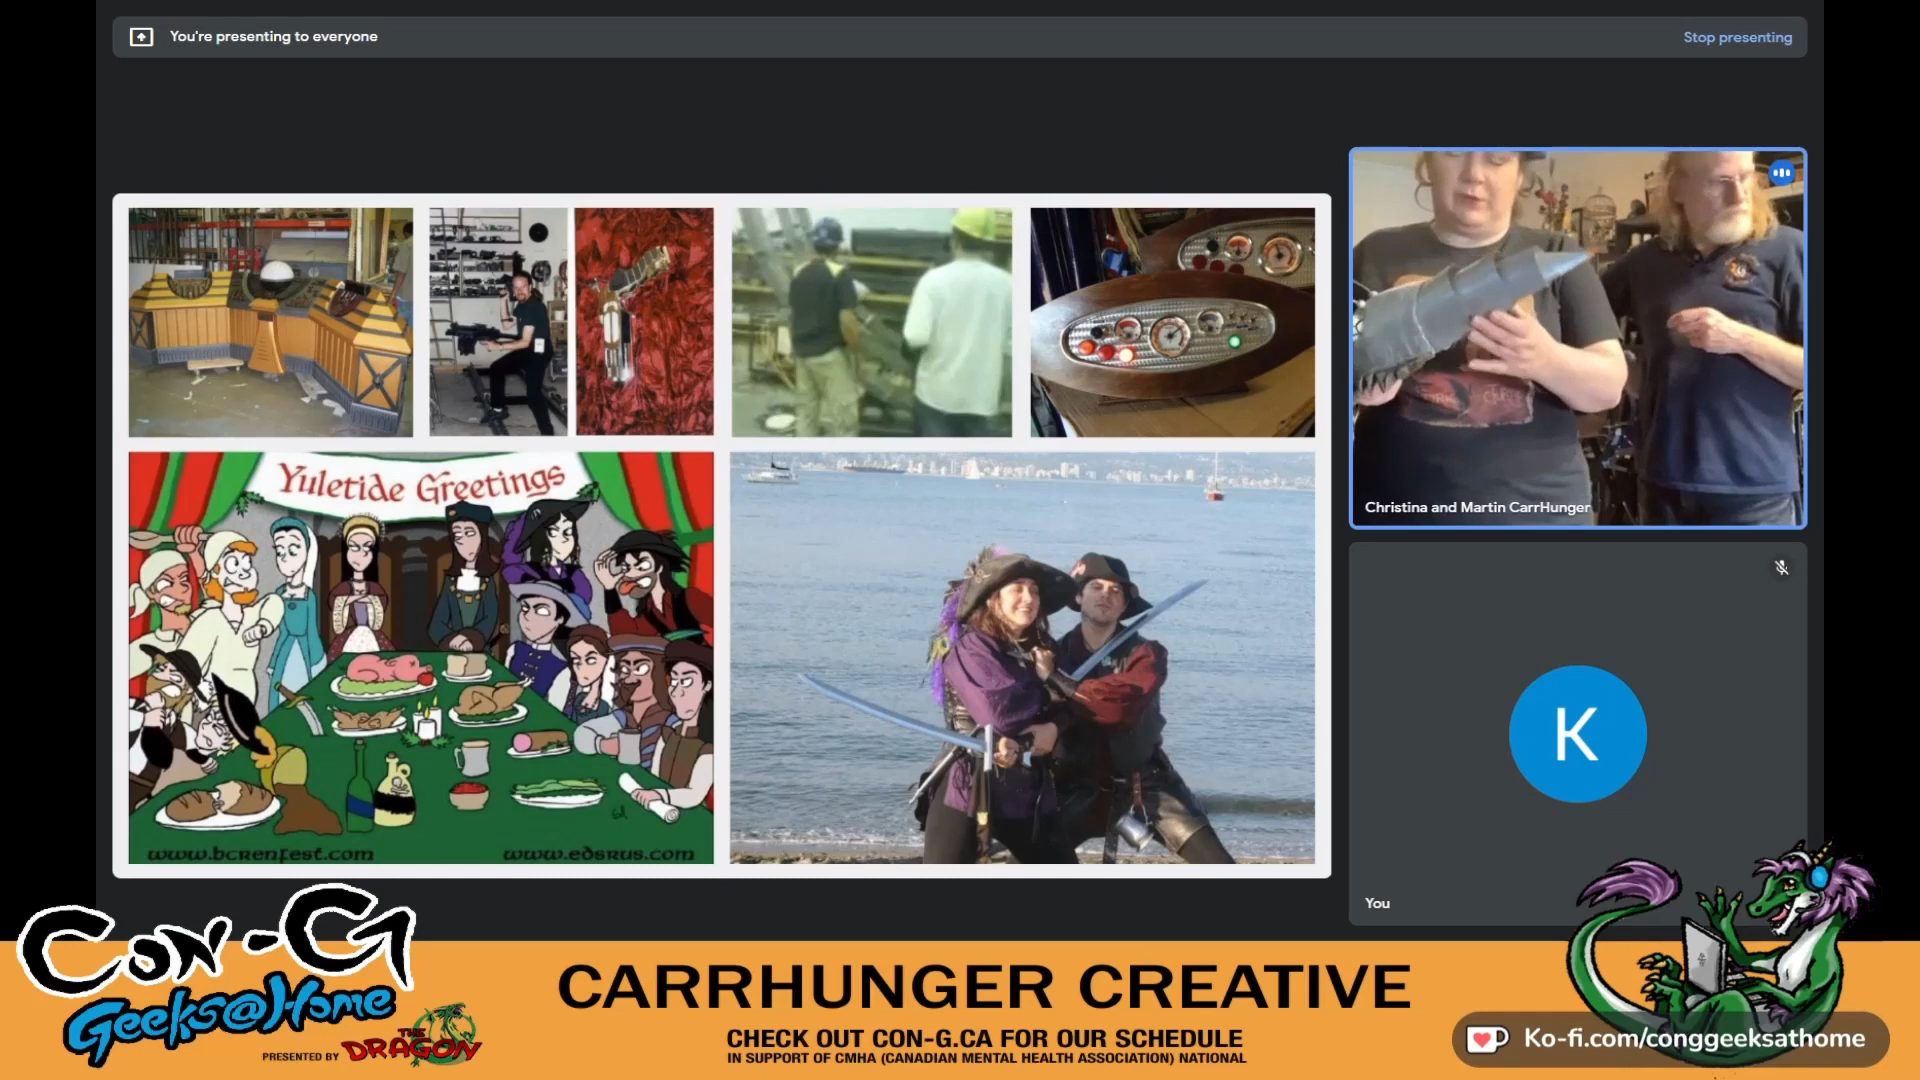 You're presenting to everyone
Stop presenting
Yuletide Greetings
www.bcrenfest.com
www.edsrus.com
Christina and Martin CarrHunger
K
You
CON-G
Geeks@Home
PRESENTED BY THE DRAGON
CARRHUNGER CREATIVE
CHECK OUT CON-G.CA FOR OUR SCHEDULE
IN SUPPORT OF CMHA (CANADIAN MENTAL HEALTH ASSOCIATION) NATIONAL
Ko-fi.com/conggeeksathome